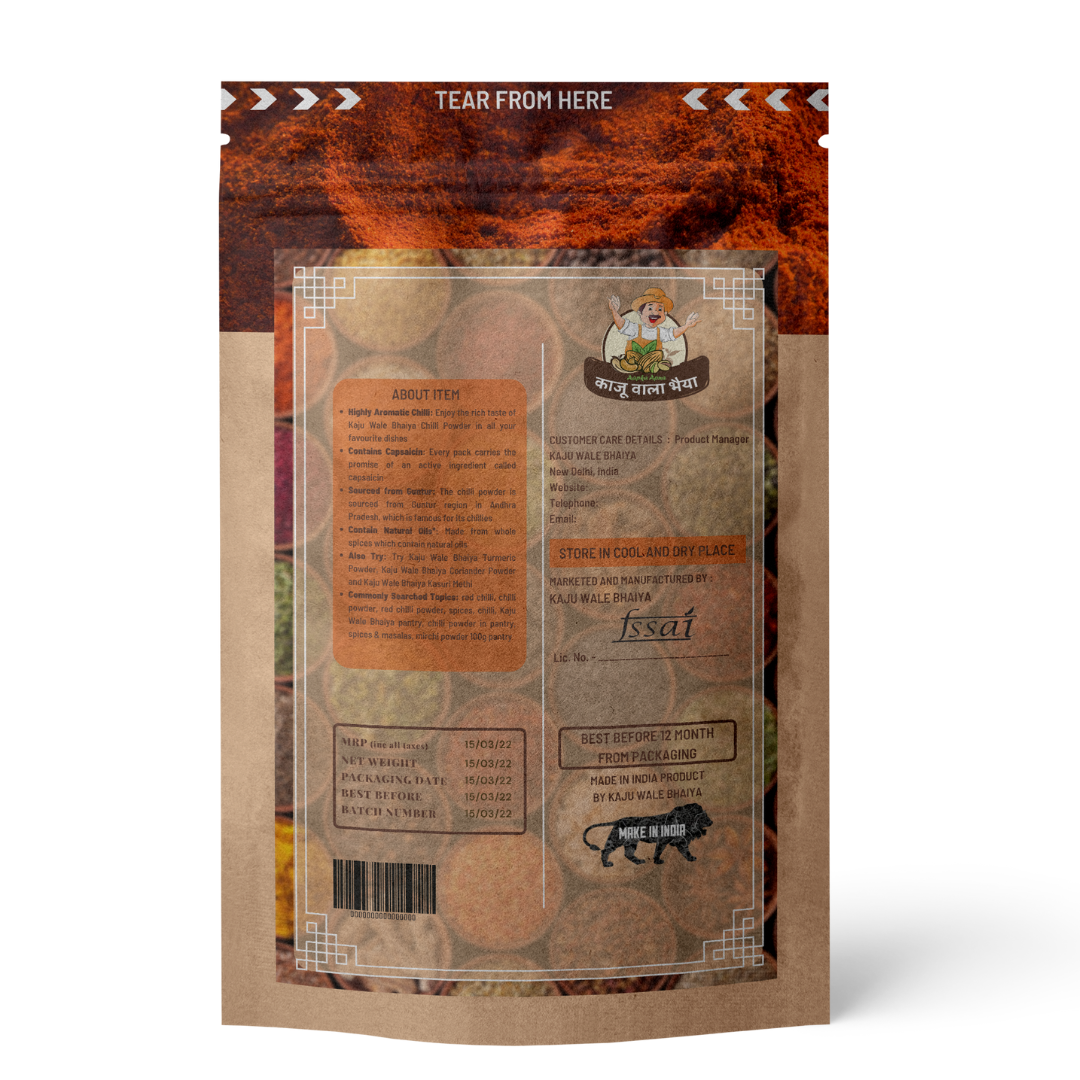 TEAR FROM HERE
Aapka Apna
काजू वाला भैया
ABOUT ITEM
• Highly Aromatic Chilli: Enjoy the rich taste of
Kaju Wale Bhaiya Chilli Powder in all your
favourite dishes
• Contains Capsaicin: Every pack carries the
promise of an active ingredient called
capsaicin
• Sourced from Guntur: The chilli powder in
sourced from Guntur region in Andhra
Pradesh, which is famous for its chillies
• Contain Natural Oils*: Made from whole
spices which contain natural oils.
• Also Try: Try Kaju Wale Bhaiya Turmeric
Powder, Kaju Wale Bhaiya Coriander Powder
and Kaju Wale Bhaiya Kasuri Methi
• Commonly Searched Topics: red chilli, chilli
powder, red chilli powder, spices, chilli, Kaju
Wale Bhaiya pantry, chilli powder in pantry,
spices & masalas, mirchi powder 100g pantry.
MRP (inc all taxes) 15/03/22
NET WEIGHT 15/03/22
PACKAGING DATE 15/03/22
BEST BEFORE 15/03/22
BATCH NUMBER 15/03/22
CUSTOMER CARE DETAILS : Product Manager
KAJU WALE BHAIYA
New Delhi, India
Website:
Telephone:
Email:
STORE IN COOL AND DRY PLACE
MARKETED AND MANUFACTURED BY :
KAJU WALE BHAIYA
fssai
Lic. No. -
BEST BEFORE 12 MONTH
FROM PACKAGING
MADE IN INDIA PRODUCT
BY KAJU WALE BHAIYA
MAKE IN INDIA